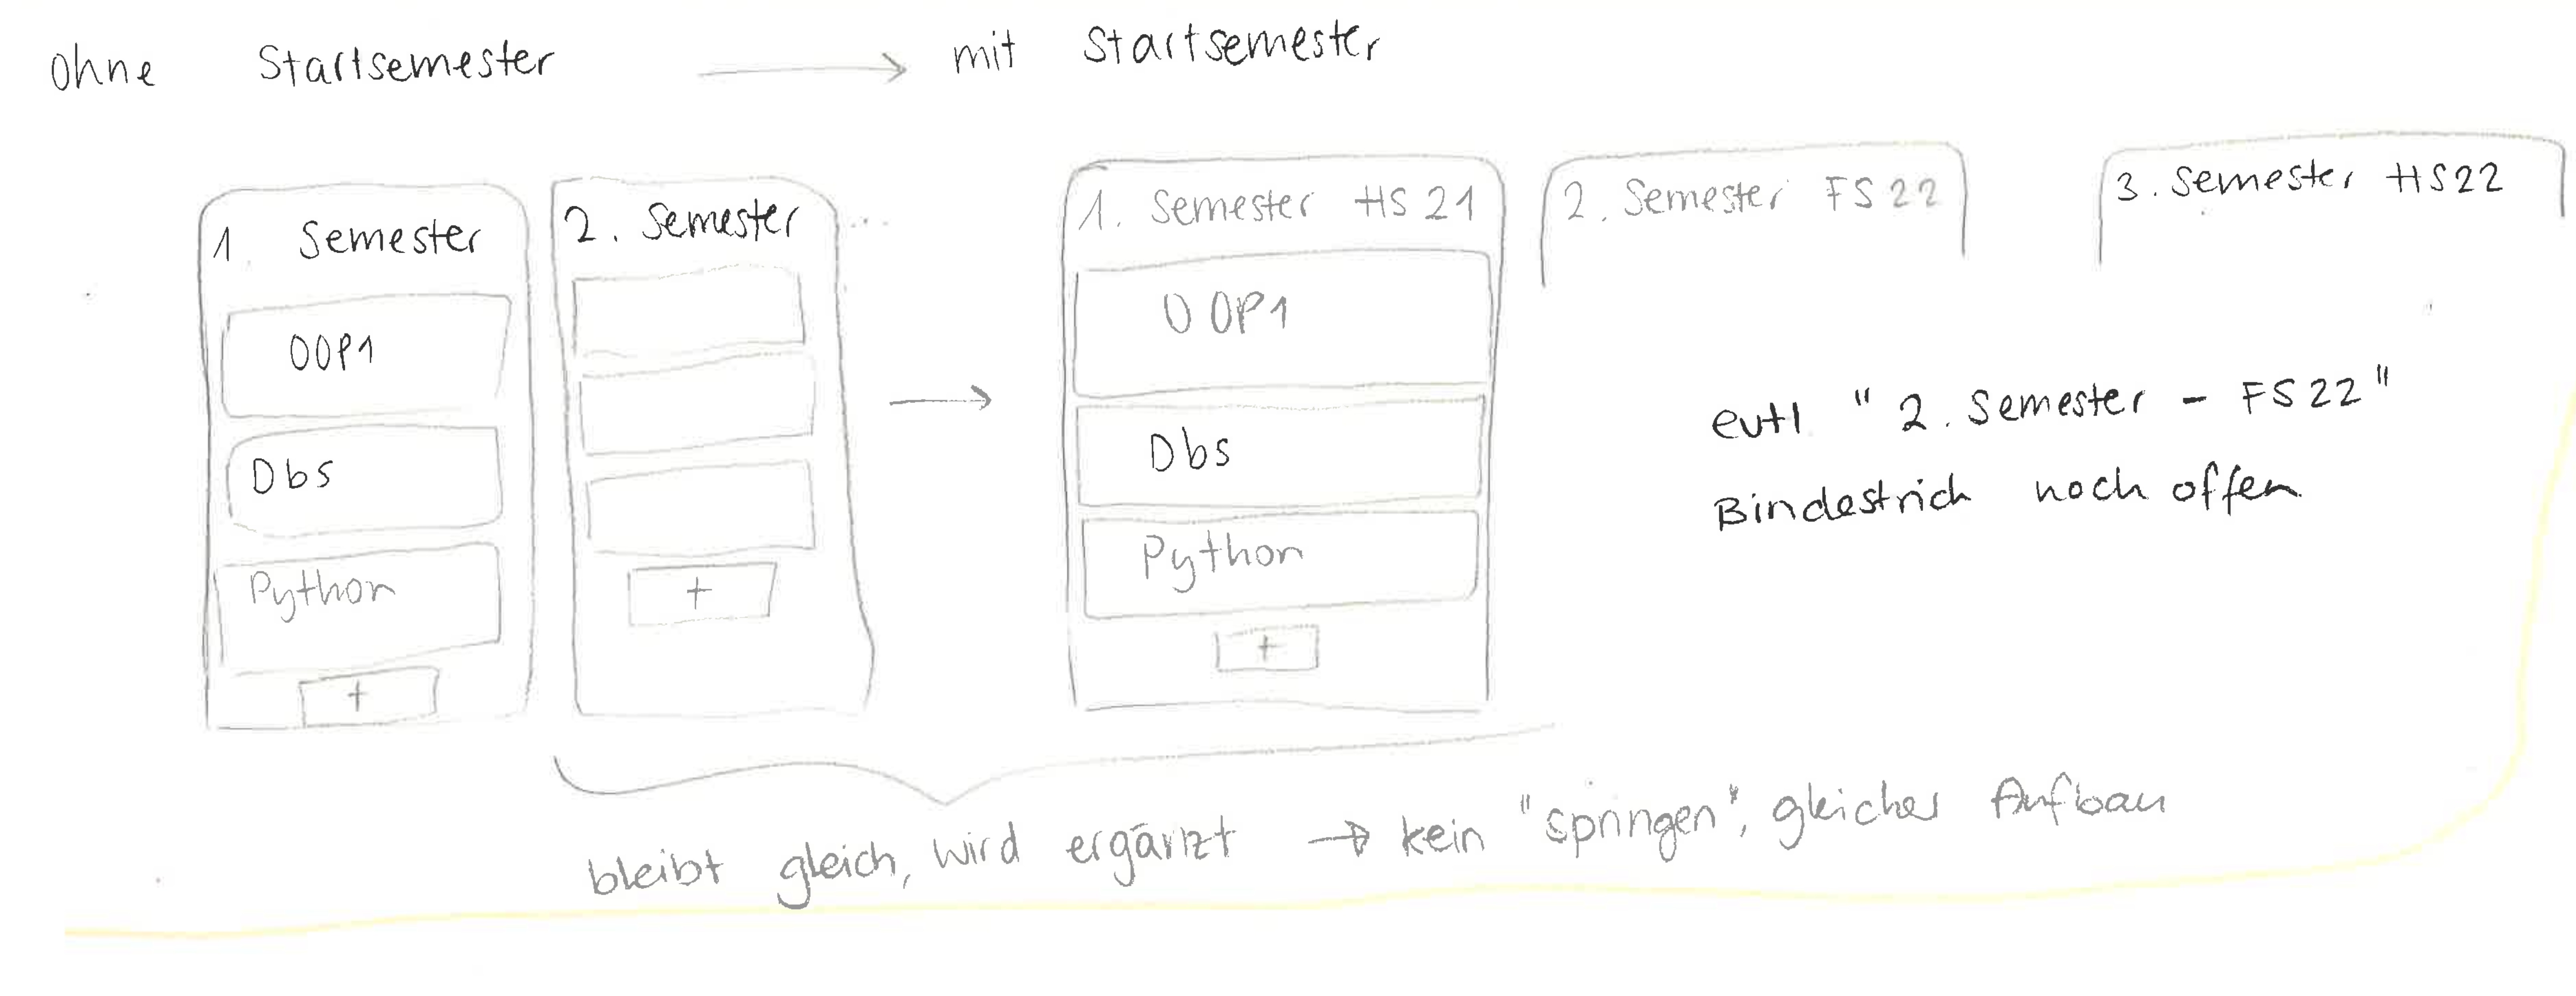 ohne Startsemester → mit Startsemester
1. Semester
OOP1
Dbs
Python
+
2. Semester ...
+
→
1. Semester HS 21
OOP1
Dbs
Python
+
2. Semester FS 22
3. Semester HS22
evtl "2. Semester - FS22"
Bindestrich noch offen
bleibt gleich, wird ergänzt → kein "springen", gleicher Aufbau